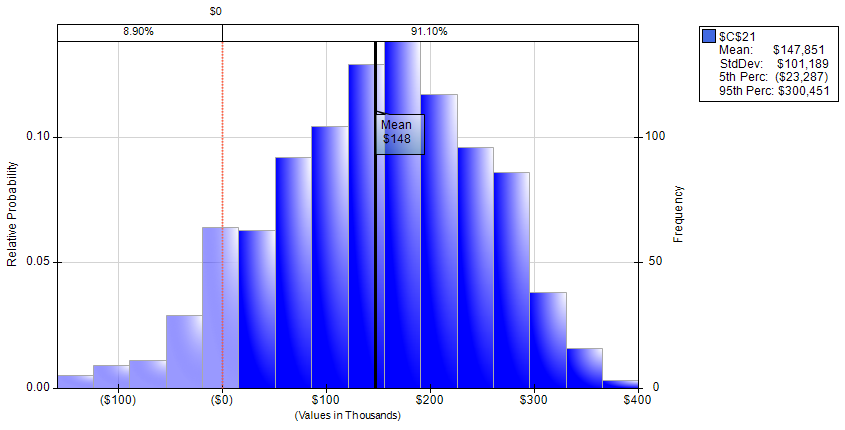 $0
8.90%
91.10%
$C$21
Mean: $147,851
StdDev: $101,189
5th Perc: ($23,287)
95th Perc: $300,451
Relative Probability
0.10
0.05
0.00
Mean
$148
100
50
0
Frequency
($100)
($0)
$100
$200
$300
$400
(Values in Thousands)